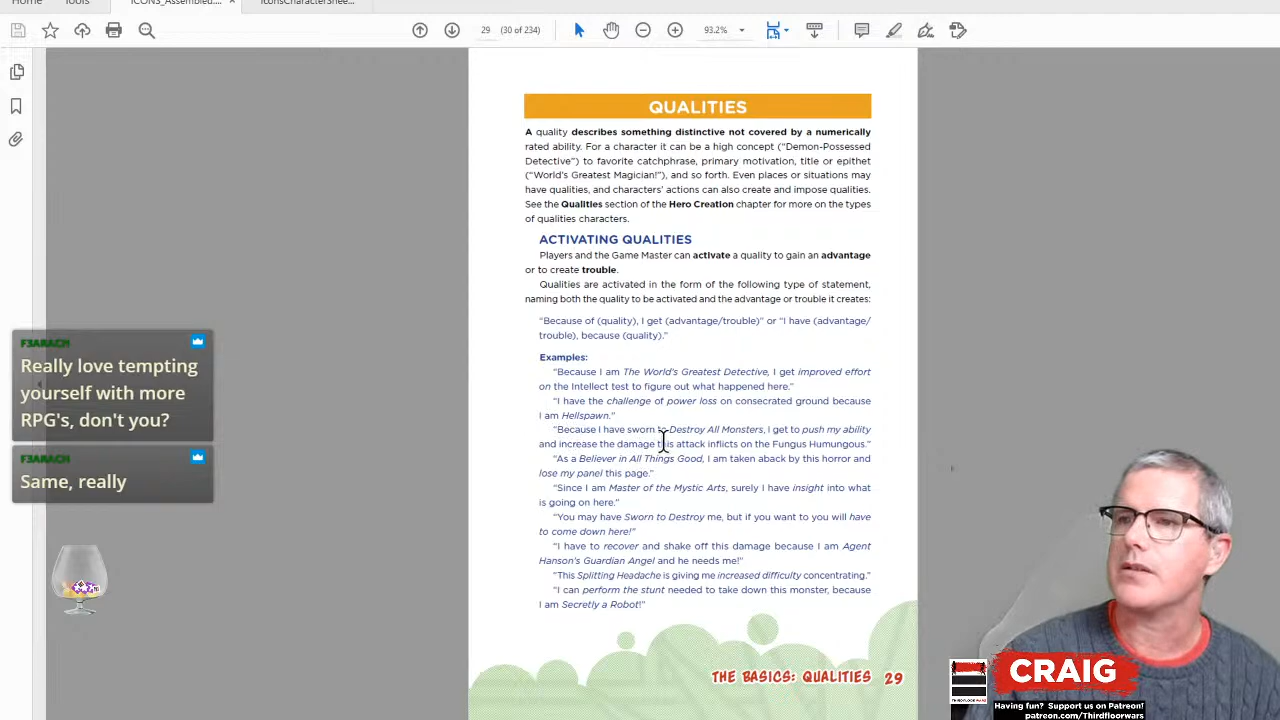 Home
Tools
ICONS_Assembled....
IconsCharacterShee...
29 (30 of 234)
93.2%
QUALITIES
A quality describes something distinctive not covered by a numerically
rated ability. For a character it can be a high concept (“Demon-Possessed
Detective”) to favorite catchphrase, primary motivation, title or epithet
(“World’s Greatest Magician!”), and so forth. Even places or situations may
have qualities, and characters’ actions can also create and impose qualities.
See the Qualities section of the Hero Creation chapter for more on the types
of qualities characters.
ACTIVATING QUALITIES
Players and the Game Master can activate a quality to gain an advantage
or to create trouble.
Qualities are activated in the form of the following type of statement,
naming both the quality to be activated and the advantage or trouble it creates:
“Because of (quality), I get (advantage/trouble)” or “I have (advantage/
trouble), because (quality).”
Examples:
“Because I am The World’s Greatest Detective, I get improved effort
on the Intellect test to figure out what happened here.”
“I have the challenge of power loss on consecrated ground because
I am Hellspawn.”
“Because I have sworn to Destroy All Monsters, I get to push my ability
and increase the damage this attack inflicts on the Fungus Humungous.”
“As a Believer in All Things Good, I am taken aback by this horror and
lose my panel this page.”
“Since I am Master of the Mystic Arts, surely I have insight into what
is going on here.”
“You may have Sworn to Destroy me, but if you want to you will have
to come down here!”
“I have to recover and shake off this damage because I am Agent
Hanson’s Guardian Angel and he needs me!”
“This Splitting Headache is giving me increased difficulty concentrating.”
“I can perform the stunt needed to take down this monster, because
I am Secretly a Robot!”
THE BASICS: QUALITIES 29
F3ARACH
Really love tempting
yourself with more
RPG's, don't you?
F3ARACH
Same, really
CRAIG
Having fun? Support us on Patreon!
patreon.com/Thirdfloorwars